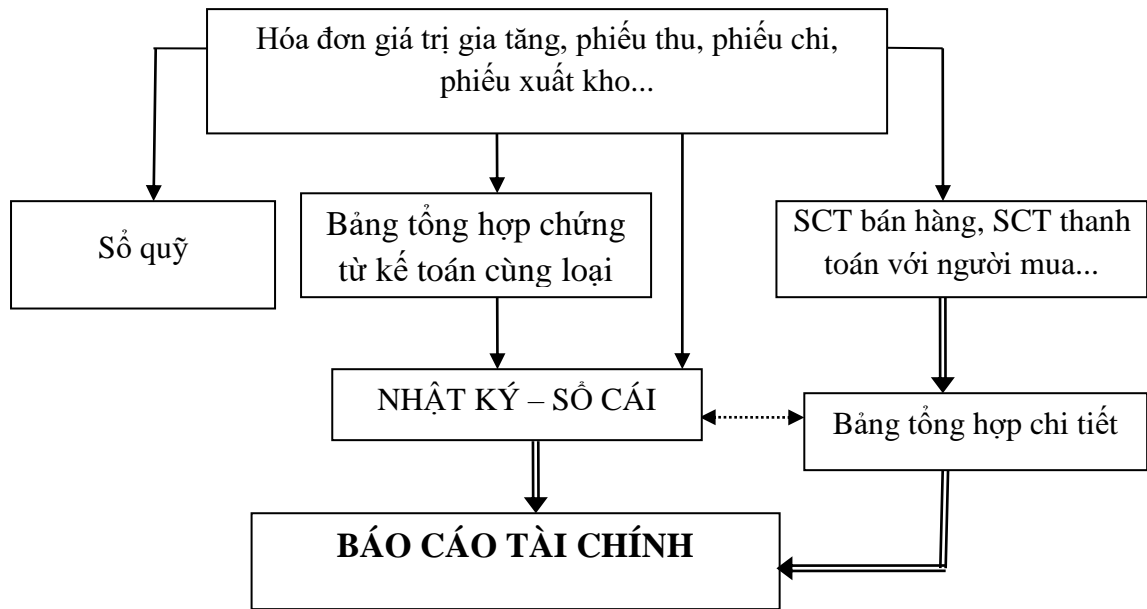 Hóa đơn giá trị gia tăng, phiếu thu, phiếu chi,
phiếu xuất kho...
Sổ quỹ
Bảng tổng hợp chứng
từ kế toán cùng loại
SCT bán hàng, SCT thanh
toán với người mua...
NHẬT KÝ – SỔ CÁI
Bảng tổng hợp chi tiết
BÁO CÁO TÀI CHÍNH